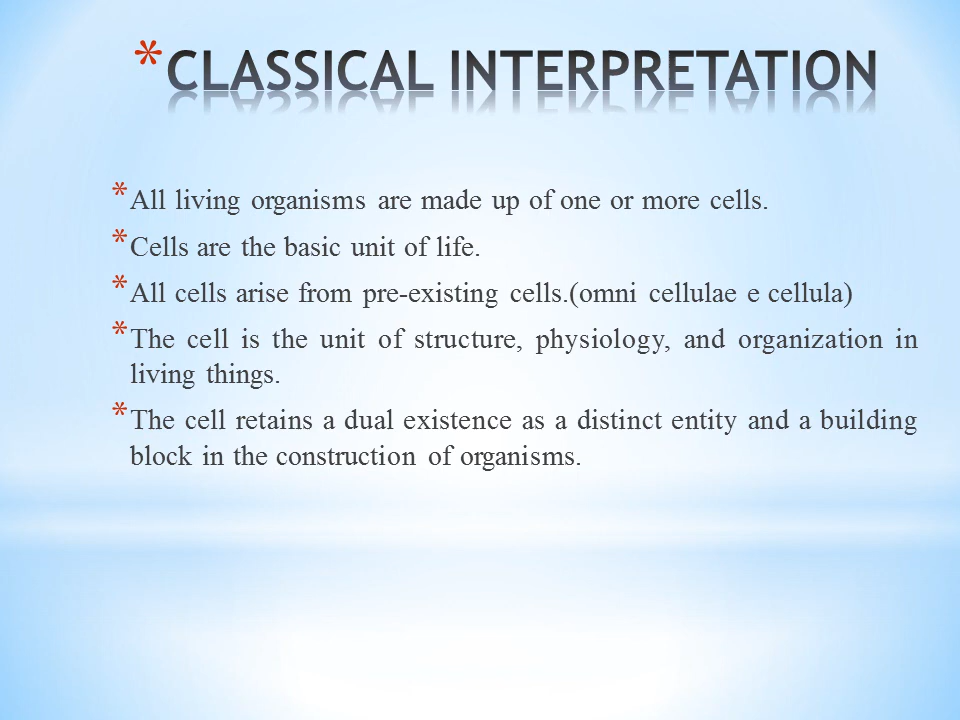 * CLASSICAL INTERPRETATION
* All living organisms are made up of one or more cells.
* Cells are the basic unit of life.
* All cells arise from pre-existing cells.(omni cellulae e cellula)
* The cell is the unit of structure, physiology, and organization in
living things.
* The cell retains a dual existence as a distinct entity and a building
block in the construction of organisms.